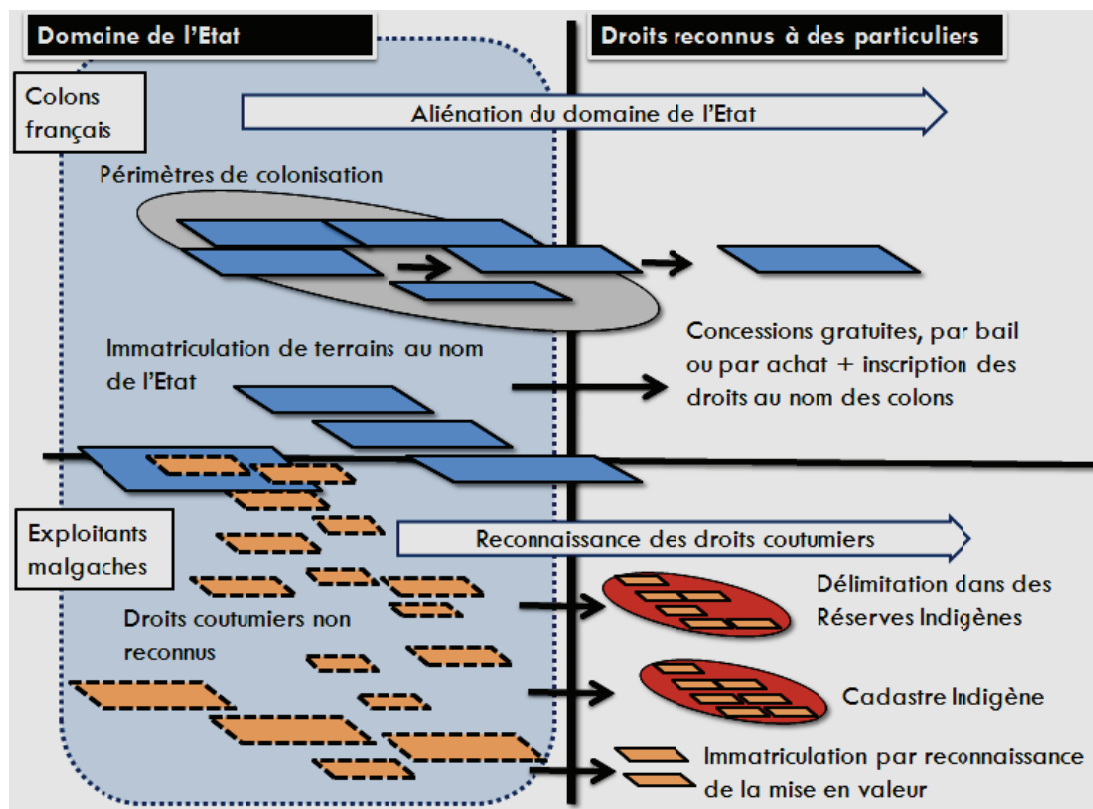 Domaine de l'Etat
Droits reconnus à des particuliers
Colons
français
Aliénation du domaine de l'Etat
Périmètres de colonisation
Immatriculation de terrains au nom
de l'Etat
Concessions gratuites, par bail
ou par achat + inscription des
droits au nom des colons
Exploitants
malgaches
Reconnaissance des droits coutumiers
Droits coutumiers non
reconnus
Délimitation dans des
Réserves Indigènes
Cadastre Indigène
Immatriculation par reconnaissance
de la mise en valeur